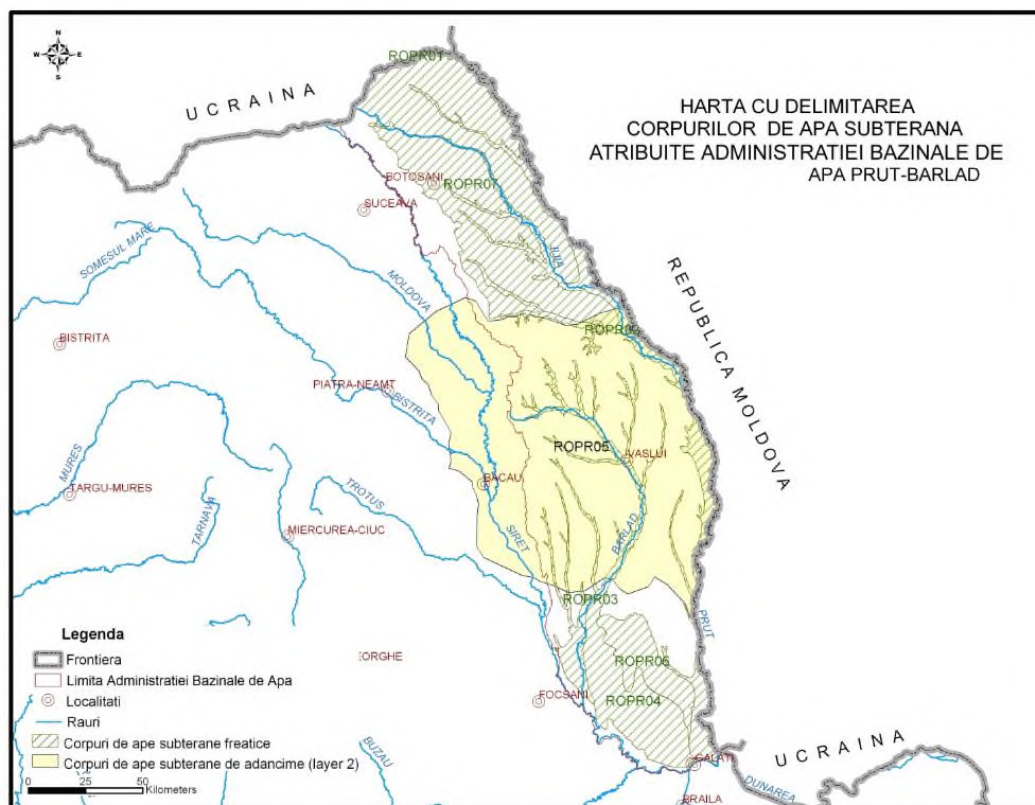 N
W E
S
ROPR01
UCRAINA
HARTA CU DELIMITAREA
CORPURILOR DE APA SUBTERANA
ATRIBUITE ADMINISTRATIEI BAZINALE DE
APA PRUT-BARLAD
BOTOSANI
ROPR07
SUCEAVA
SOMESUL MARE
MOLDOVA
JIJIA
REPUBLICA MOLDOVA
BISTRITA
PIATRA-NEAMT
BISTRITA
ROPR05
VASLUI
MURES
TARGU-MURES
TARNAVA
BACAU
TROTUS
MIERCUREA-CIUC
SIRET
BARLAD
ROPR03
PRUT
Legenda
Frontiera
Limita Administratiei Bazinale de Apa
Localitati
Rauri
Corpuri de ape subterane freatice
Corpuri de ape subterane de adancime (layer 2)
0 25 50
Kilometers
ORGHE
ROPR06
ROPR04
FOCSANI
BUZAU
GALATI
UCRAINA
DUNAREA
BRAILA